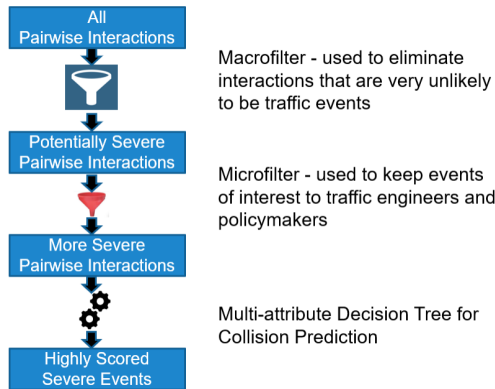 All
Pairwise Interactions
Macrofilter - used to eliminate
interactions that are very unlikely
to be traffic events
Potentially Severe
Pairwise Interactions
Microfilter - used to keep events
of interest to traffic engineers and
policymakers
More Severe
Pairwise Interactions
Multi-attribute Decision Tree for
Collision Prediction
Highly Scored
Severe Events